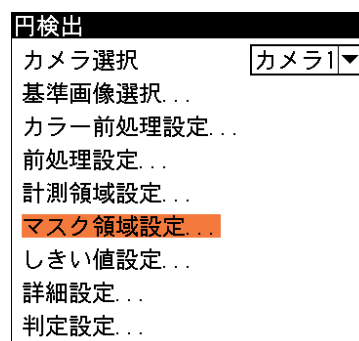 円検出
カメラ選択 カメラ1▼
基準画像選択...
カラー前処理設定...
前処理設定...
計測領域設定...
マスク領域設定...
しきい値設定...
詳細設定...
判定設定...